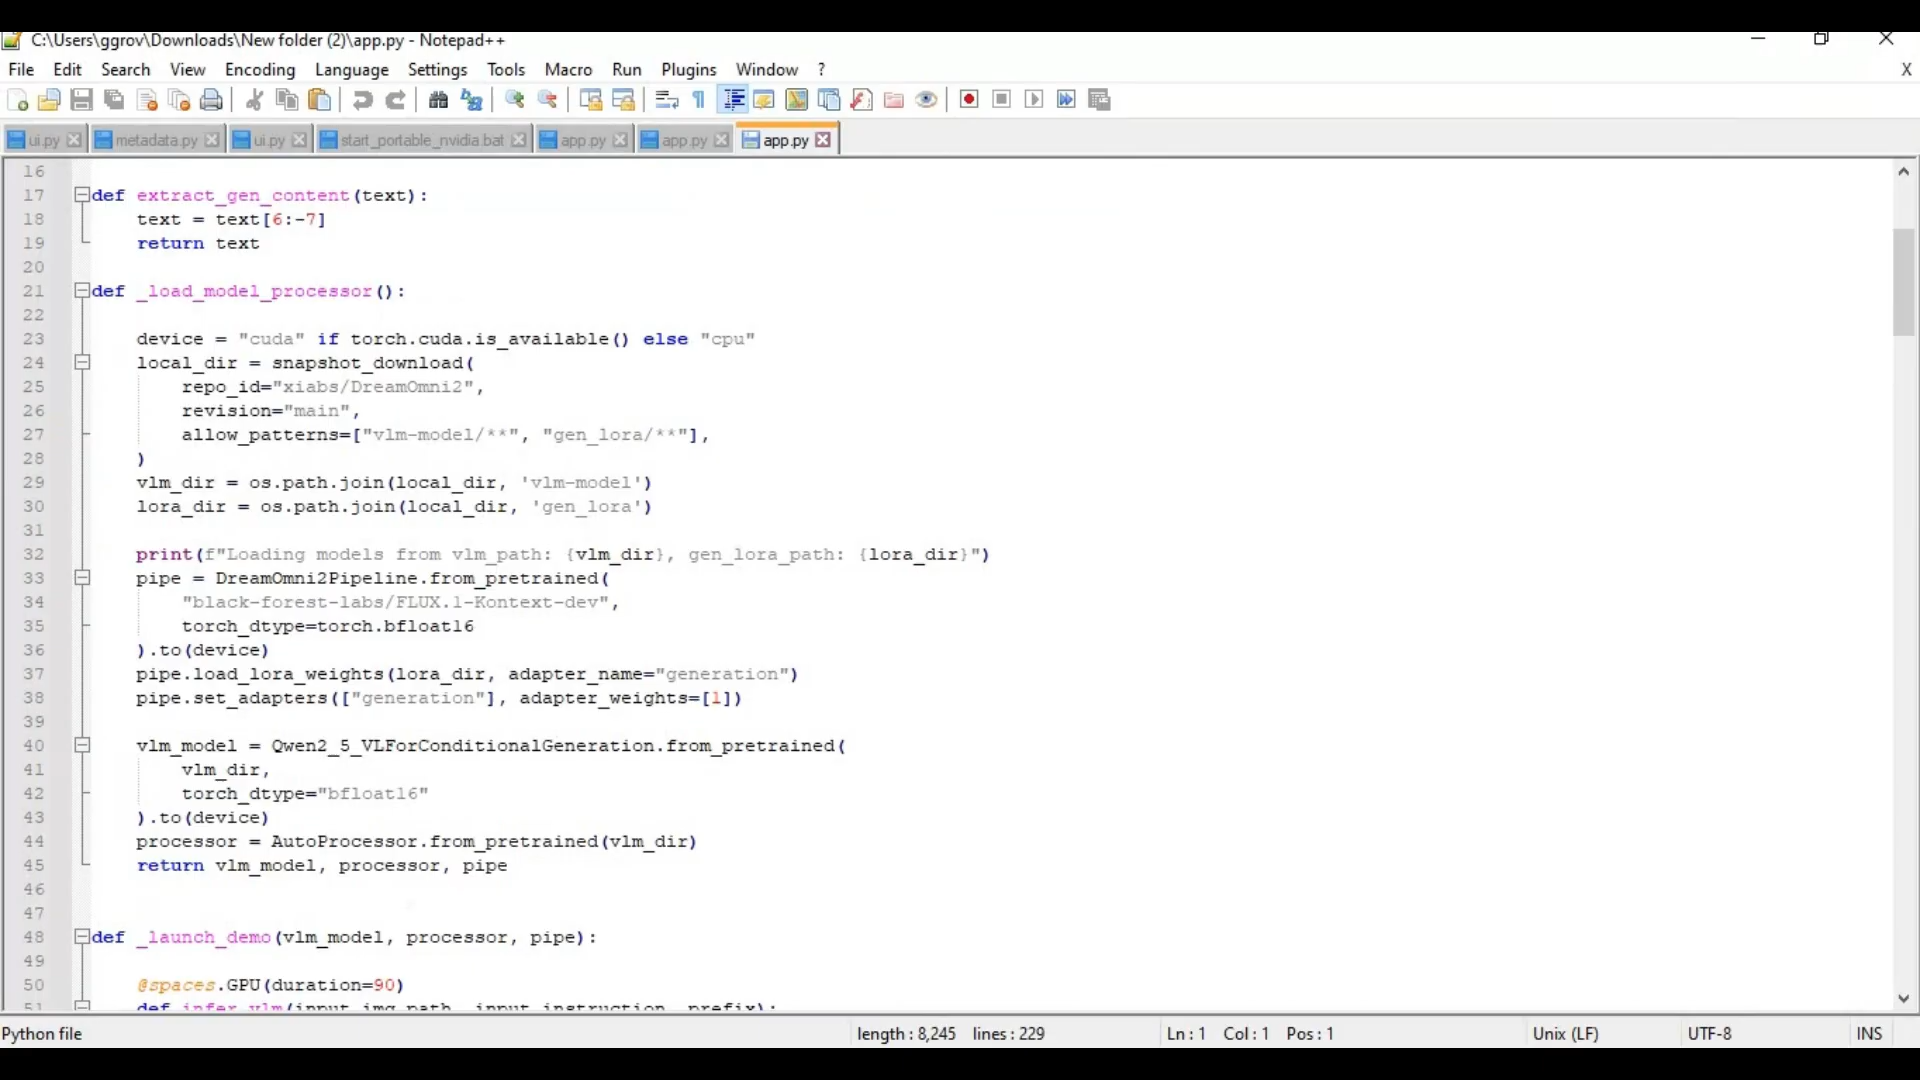 C:\Users\ggrov\Downloads\New folder (2)\app.py - Notepad++
File Edit Search View Encoding Language Settings Tools Macro Run Plugins Window ? X
ui.py metadata.py ui.py start_portable_nvidia.bat app.py app.py app.py
16
17 def extract_gen_content(text):
18 text = text[6:-7]
19 return text
20
21 def _load_model_processor():
22
23 device = "cuda" if torch.cuda.is_available() else "cpu"
24 local_dir = snapshot_download(
25 repo_id="xiabs/DreamOmni2",
26 revision="main",
27 allow_patterns=["vlm-model/**", "gen_lora/**"],
28 )
29 vlm_dir = os.path.join(local_dir, 'vlm-model')
30 lora_dir = os.path.join(local_dir, 'gen_lora')
31
32 print(f"Loading models from vlm_path: {vlm_dir}, gen_lora_path: {lora_dir}")
33 pipe = DreamOmni2Pipeline.from_pretrained(
34 "black-forest-labs/FLUX.1-Kontext-dev",
35 torch_dtype=torch.bfloat16
36 ).to(device)
37 pipe.load_lora_weights(lora_dir, adapter_name="generation")
38 pipe.set_adapters(["generation"], adapter_weights=[1])
39
40 vlm_model = Qwen2_5_VLForConditionalGeneration.from_pretrained(
41 vlm_dir,
42 torch_dtype="bfloat16"
43 ).to(device)
44 processor = AutoProcessor.from_pretrained(vlm_dir)
45 return vlm_model, processor, pipe
46
47
48 def _launch_demo(vlm_model, processor, pipe):
49
50 @spaces.GPU(duration=90)
51 def infer_vlm(input_img_path, input_instruction, prefix):
Python file length : 8,245 lines : 229 Ln : 1 Col : 1 Pos : 1 Unix (LF) UTF-8 INS